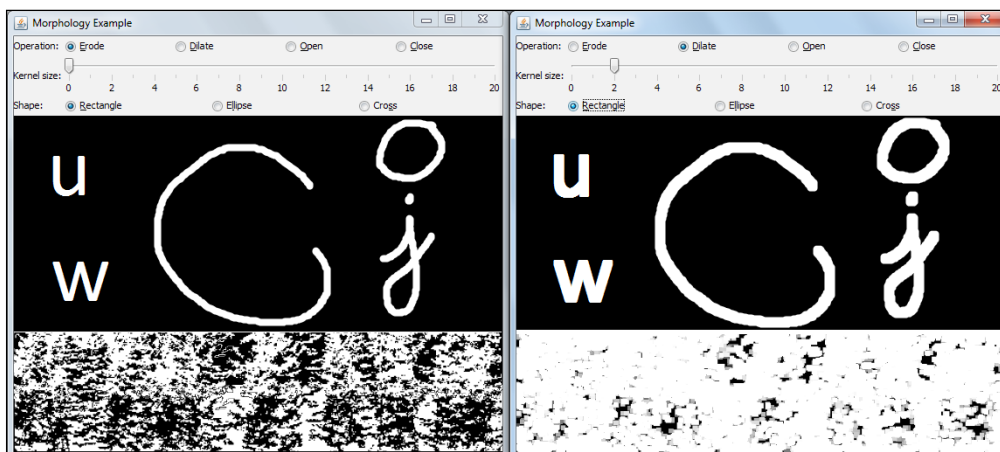 Morphology Example
Operation: Erode Dilate Open Close
Kernel size:
0 2 4 6 8 10 12 14 16 18 20
Shape: Rectangle Ellipse Cross
u
w
Morphology Example
Operation: Erode Dilate Open Close
Kernel size:
0 2 4 6 8 10 12 14 16 18 20
Shape: Rectangle Ellipse Cross
u
w